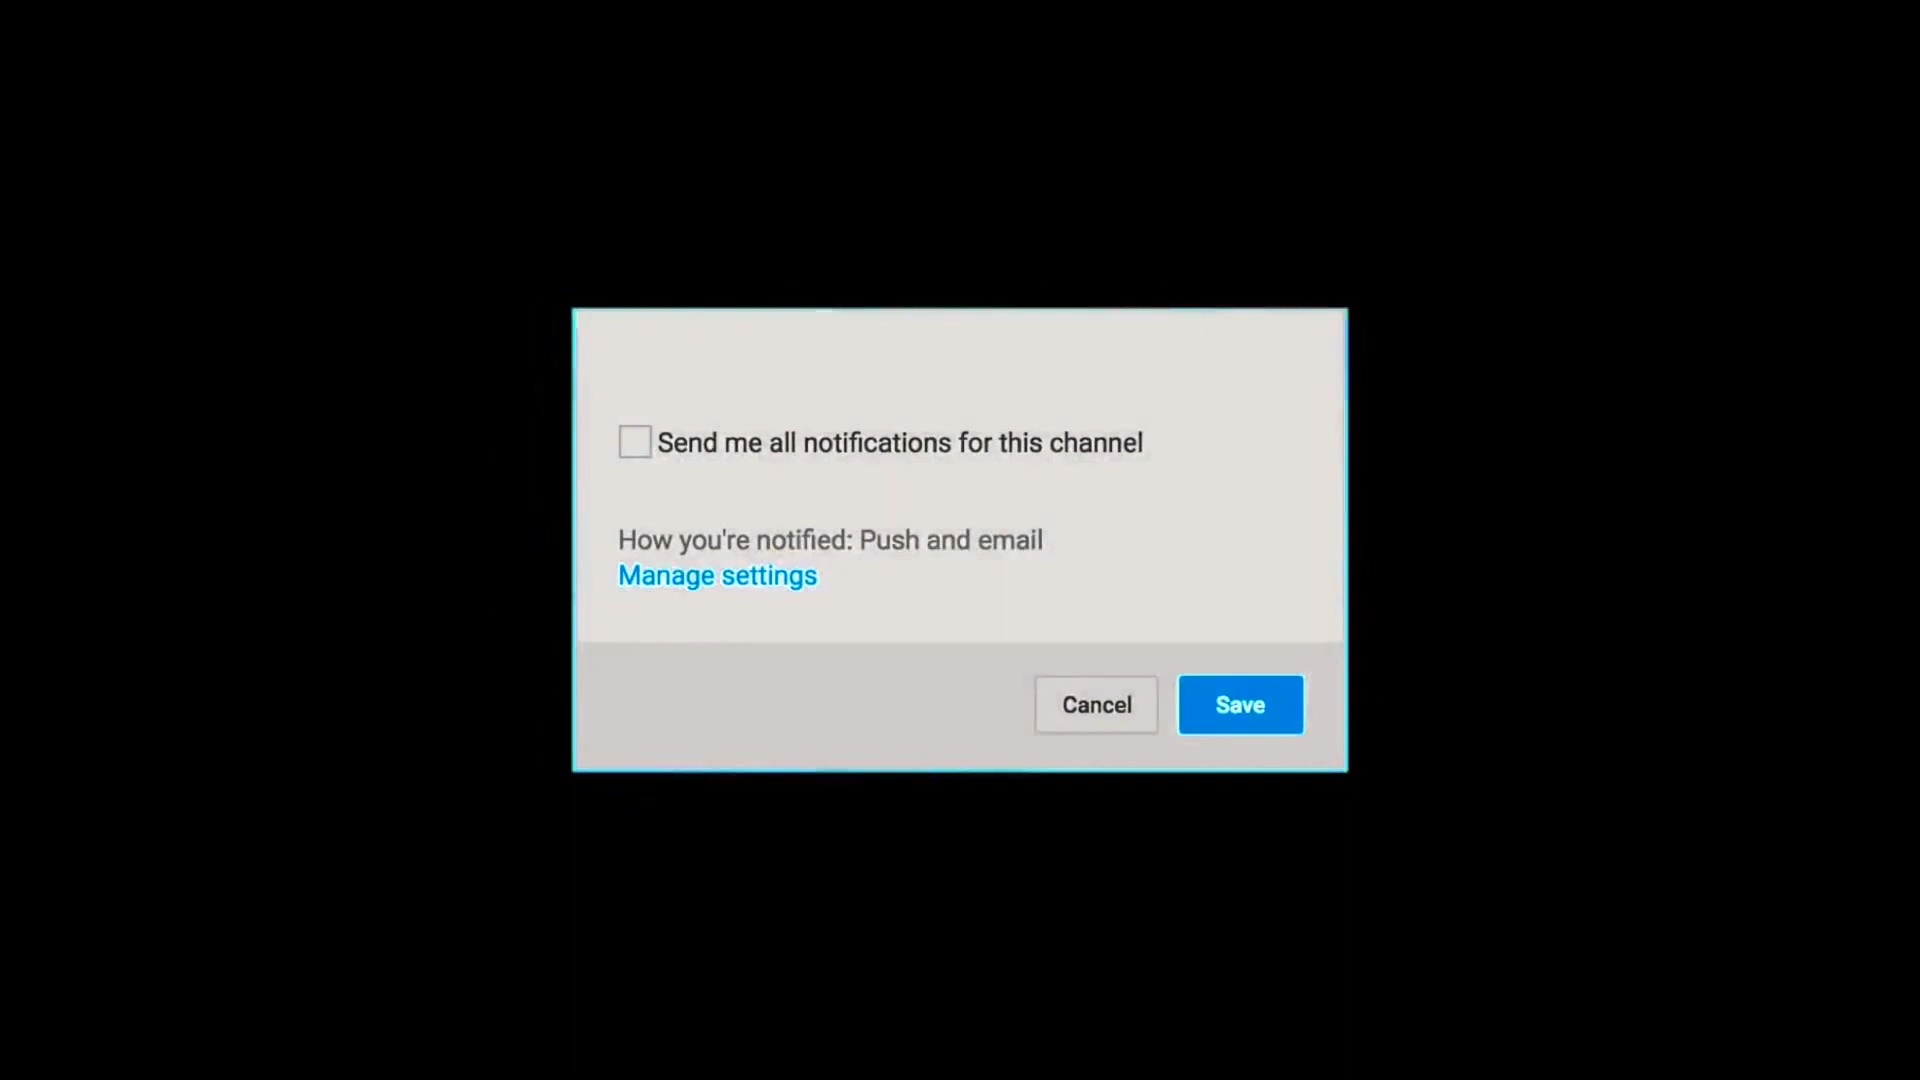 Send me all notifications for this channel
How you're notified: Push and email
Manage settings
Cancel Save